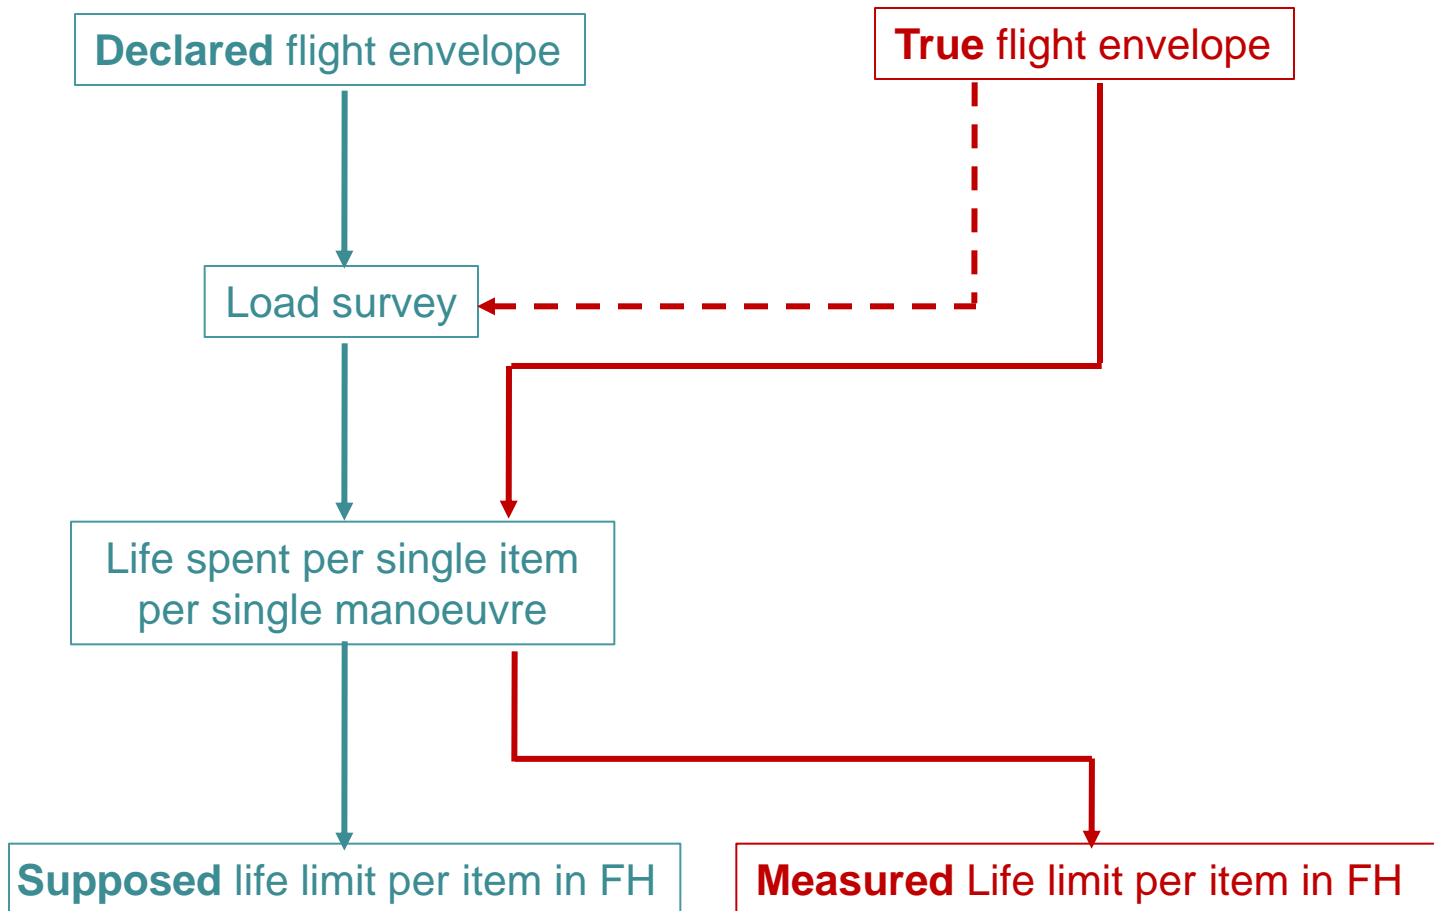 Declared flight envelope
True flight envelope
Load survey
Life spent per single item
per single manoeuvre
Supposed life limit per item in FH
Measured Life limit per item in FH